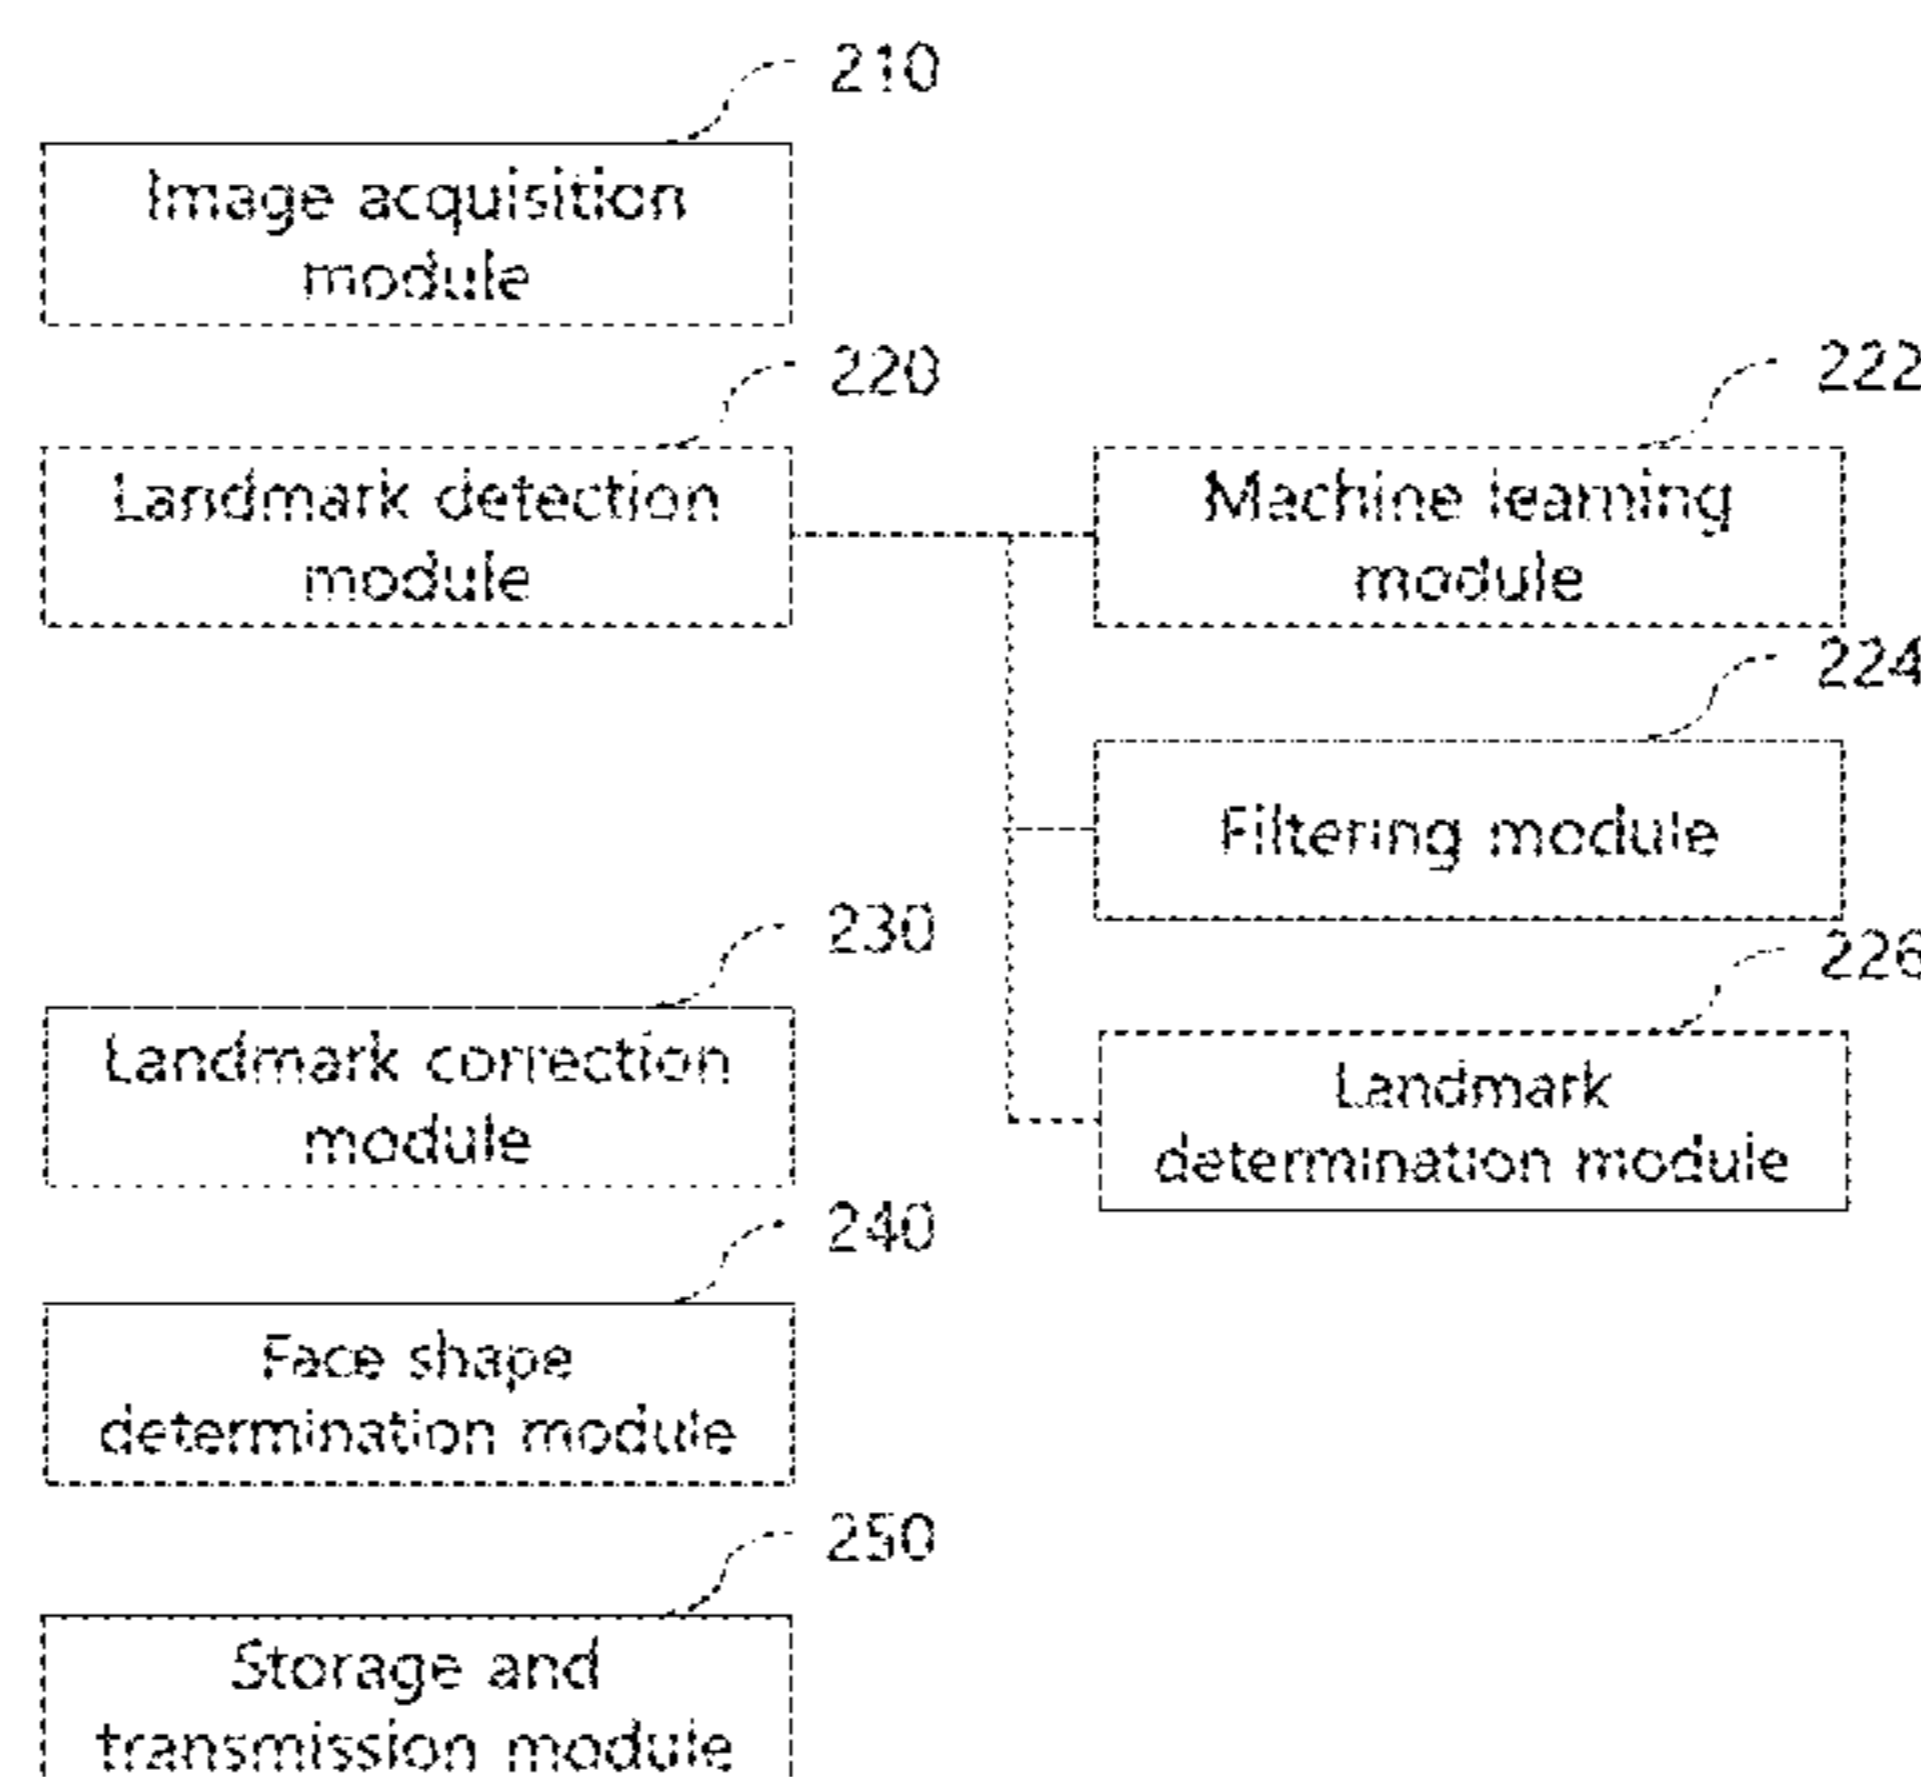 210
Image acquisition
module
220
Landmark detection
module
222
Machine learning
module
224
Filtering module
226
Landmark
determination module
230
Landmark correction
module
240
Face shape
determination module
250
Storage and
transmission module